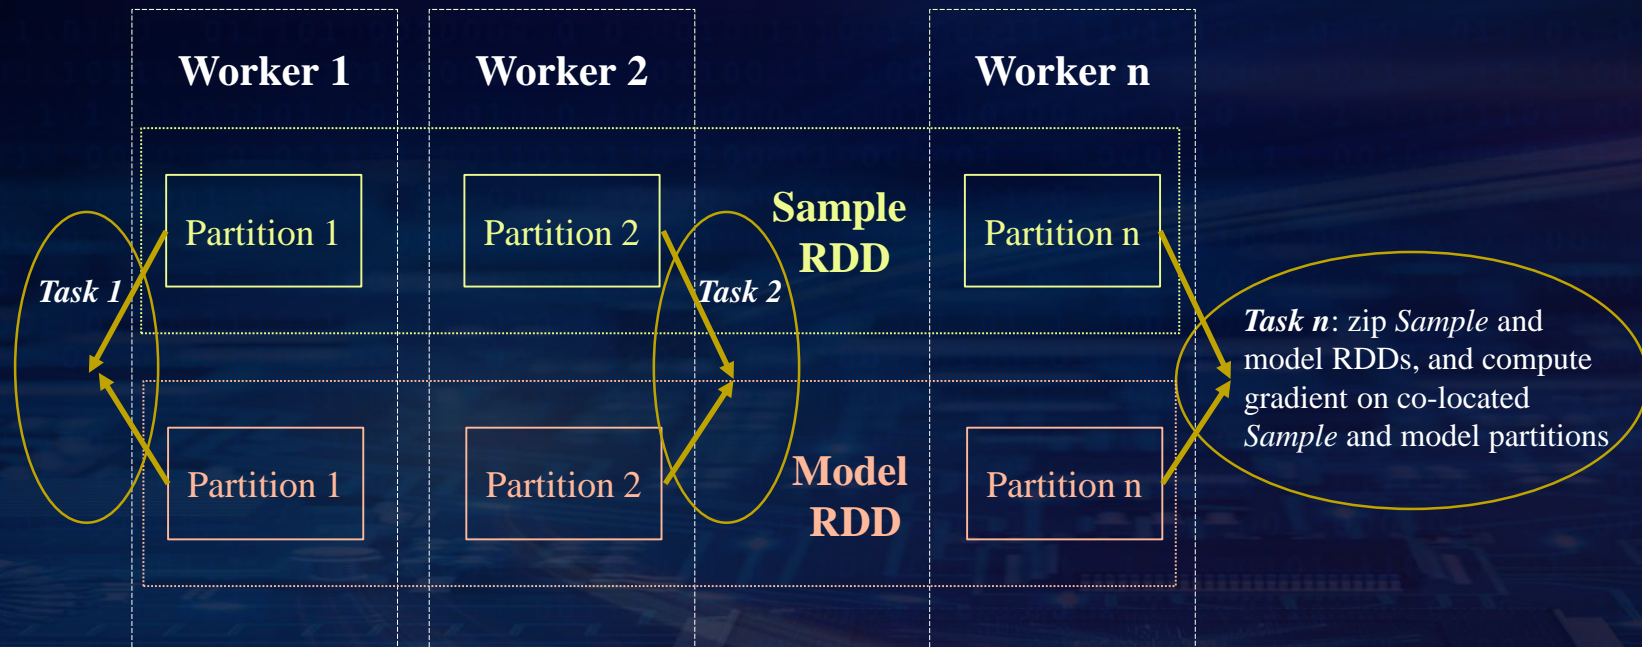 Worker 1
Worker 2
Worker n
Partition 1
Partition 2
Sample
RDD
Partition n
Task 1
Task 2
Task n: zip Sample and
model RDDs, and compute
gradient on co-located
Sample and model partitions
Partition 1
Partition 2
Model
RDD
Partition n